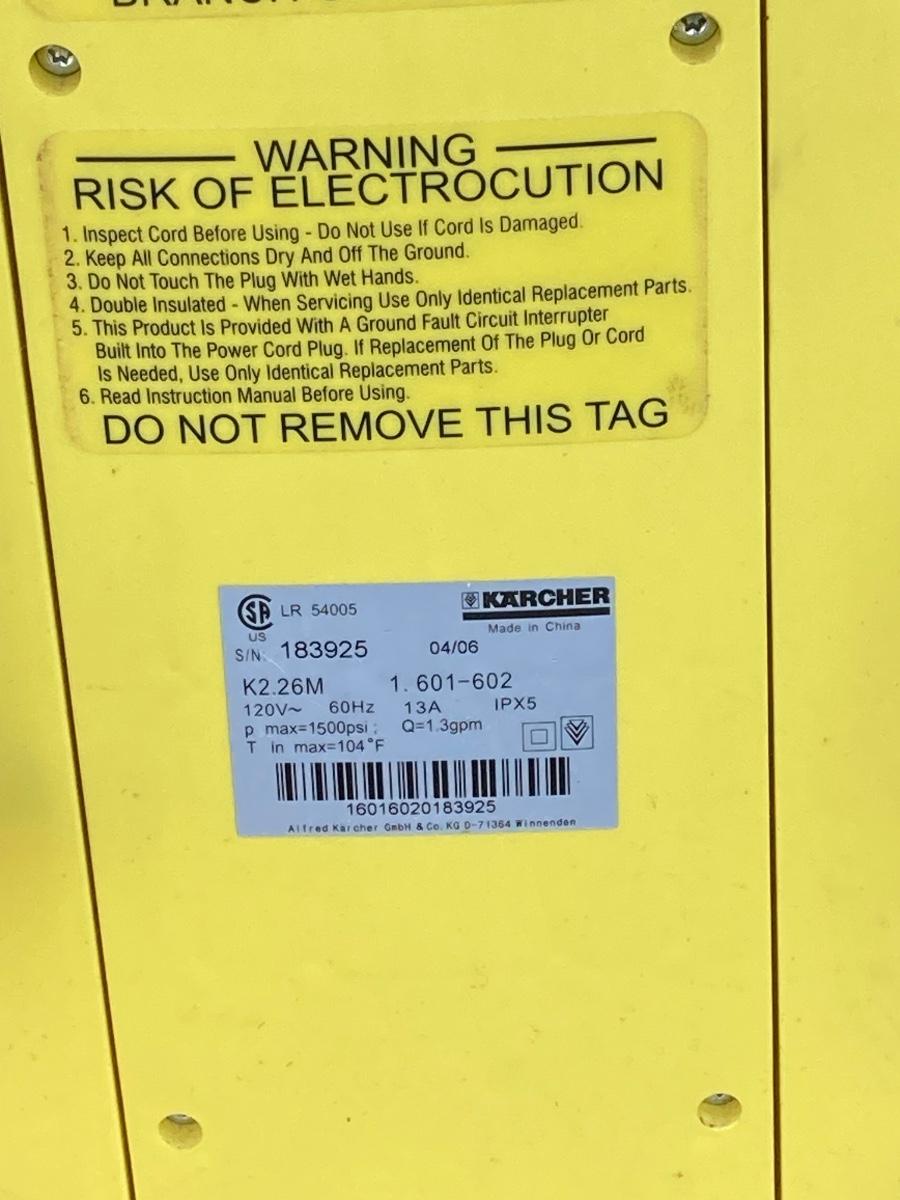 WARNING
RISK OF ELECTROCUTION
1. Inspect Cord Before Using - Do Not Use If Cord Is Damaged.
2. Keep All Connections Dry And Off The Ground.
3. Do Not Touch The Plug With Wet Hands.
4. Double Insulated - When Servicing Use Only Identical Replacement Parts.
5. This Product Is Provided With A Ground Fault Circuit Interrupter
Built Into The Power Cord Plug. If Replacement Of The Plug Or Cord
Is Needed, Use Only Identical Replacement Parts.
6. Read Instruction Manual Before Using.
DO NOT REMOVE THIS TAG
SA LR 54005 KÄRCHER
US Made in China
S/N: 183925 04/06
K2.26M 1. 601-602
120V~ 60Hz 13A IPX5
p max=1500psi ; Q=1.3gpm
T in max=104°F
16016020183925
Alfred Kärcher GmbH & Co. KG D-71364 Winnenden